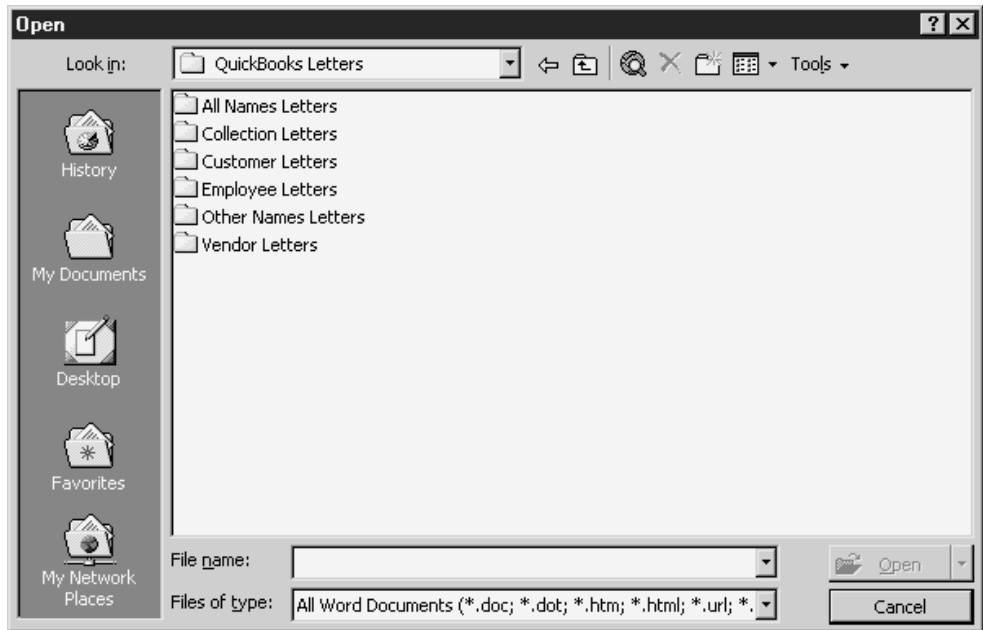 Open
Look in:
QuickBooks Letters
Tools
History
My Documents
Desktop
Favorites
My Network
Places
All Names Letters
Collection Letters
Customer Letters
Employee Letters
Other Names Letters
Vendor Letters
File name:
Open
Files of type:
All Word Documents (*.doc; *.dot; *.htm; *.html; *.url; *.
Cancel